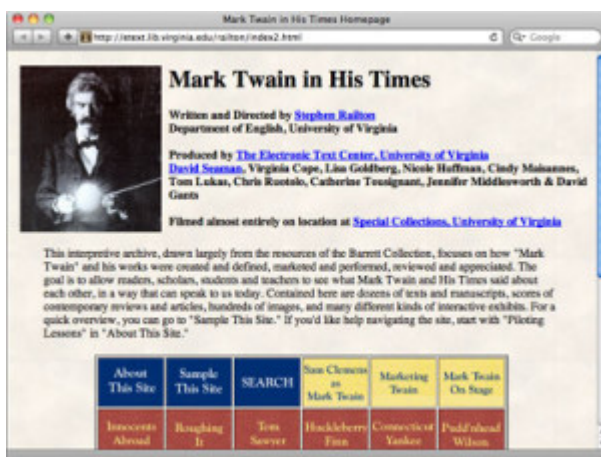 Mark Twain in His Times Homepage
http://etext.lib.virginia.edu/railton/index2.html
Google
Mark Twain in His Times
Written and Directed by Stephen Railton
Department of English, University of Virginia
Produced by The Electronic Text Center, University of Virginia
David Seaman, Virginia Cope, Lisa Goldberg, Nicole Huffman, Cindy
Tom Lukas, Chris Ruotolo, Catherine Tousignant, Jennifer Middlesworth & David
Gants
Filmed almost entirely on location at Special Collections, University of Virginia
This interpretive archive, drawn largely from the resources of the Barrett Collection, focuses on how "Mark
Twain" and his works were created and defined, marketed and performed, reviewed and appreciated. The
goal is to allow readers, scholars, students and teachers to see what Mark Twain and His Times said about
each other, in a way that can speak to us today. Contained here are dozens of texts and manuscripts, scores of
contemporary reviews and articles, hundreds of images, and many different kinds of interactive exhibits. For a
quick overview, you can go to "Sample This Site." If you'd like help navigating the site, start with "Piloting
Lessons" in "About This Site."
About
This Site
Sample
This Site
SEARCH
Sam Clemens
as
Mark Twain
Marketing
Twain
Mark Twain
On Stage
Innocents
Abroad
Roughing
It
Tom
Sawyer
Huckleberry
Finn
Connecticut
Yankee
Pudd'nhead
Wilson